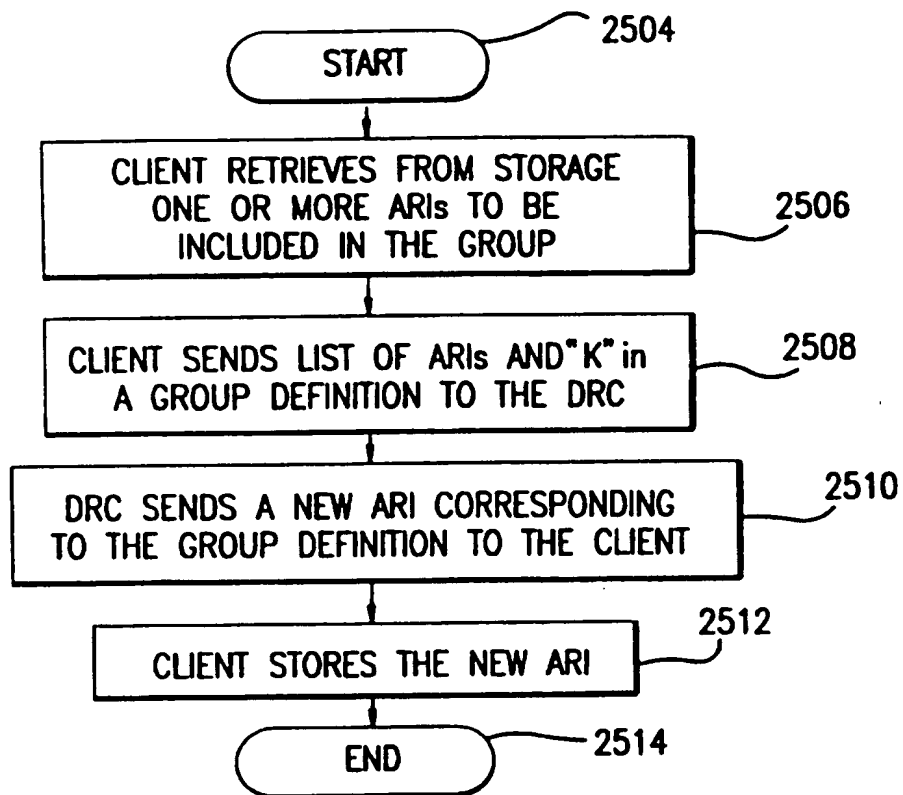 2504
START
CLIENT RETRIEVES FROM STORAGE
ONE OR MORE ARIs TO BE
INCLUDED IN THE GROUP
2506
CLIENT SENDS LIST OF ARIs AND "K" in
A GROUP DEFINITION TO THE DRC
2508
DRC SENDS A NEW ARI CORRESPONDING
TO THE GROUP DEFINITION TO THE CLIENT
2510
CLIENT STORES THE NEW ARI
2512
END
2514